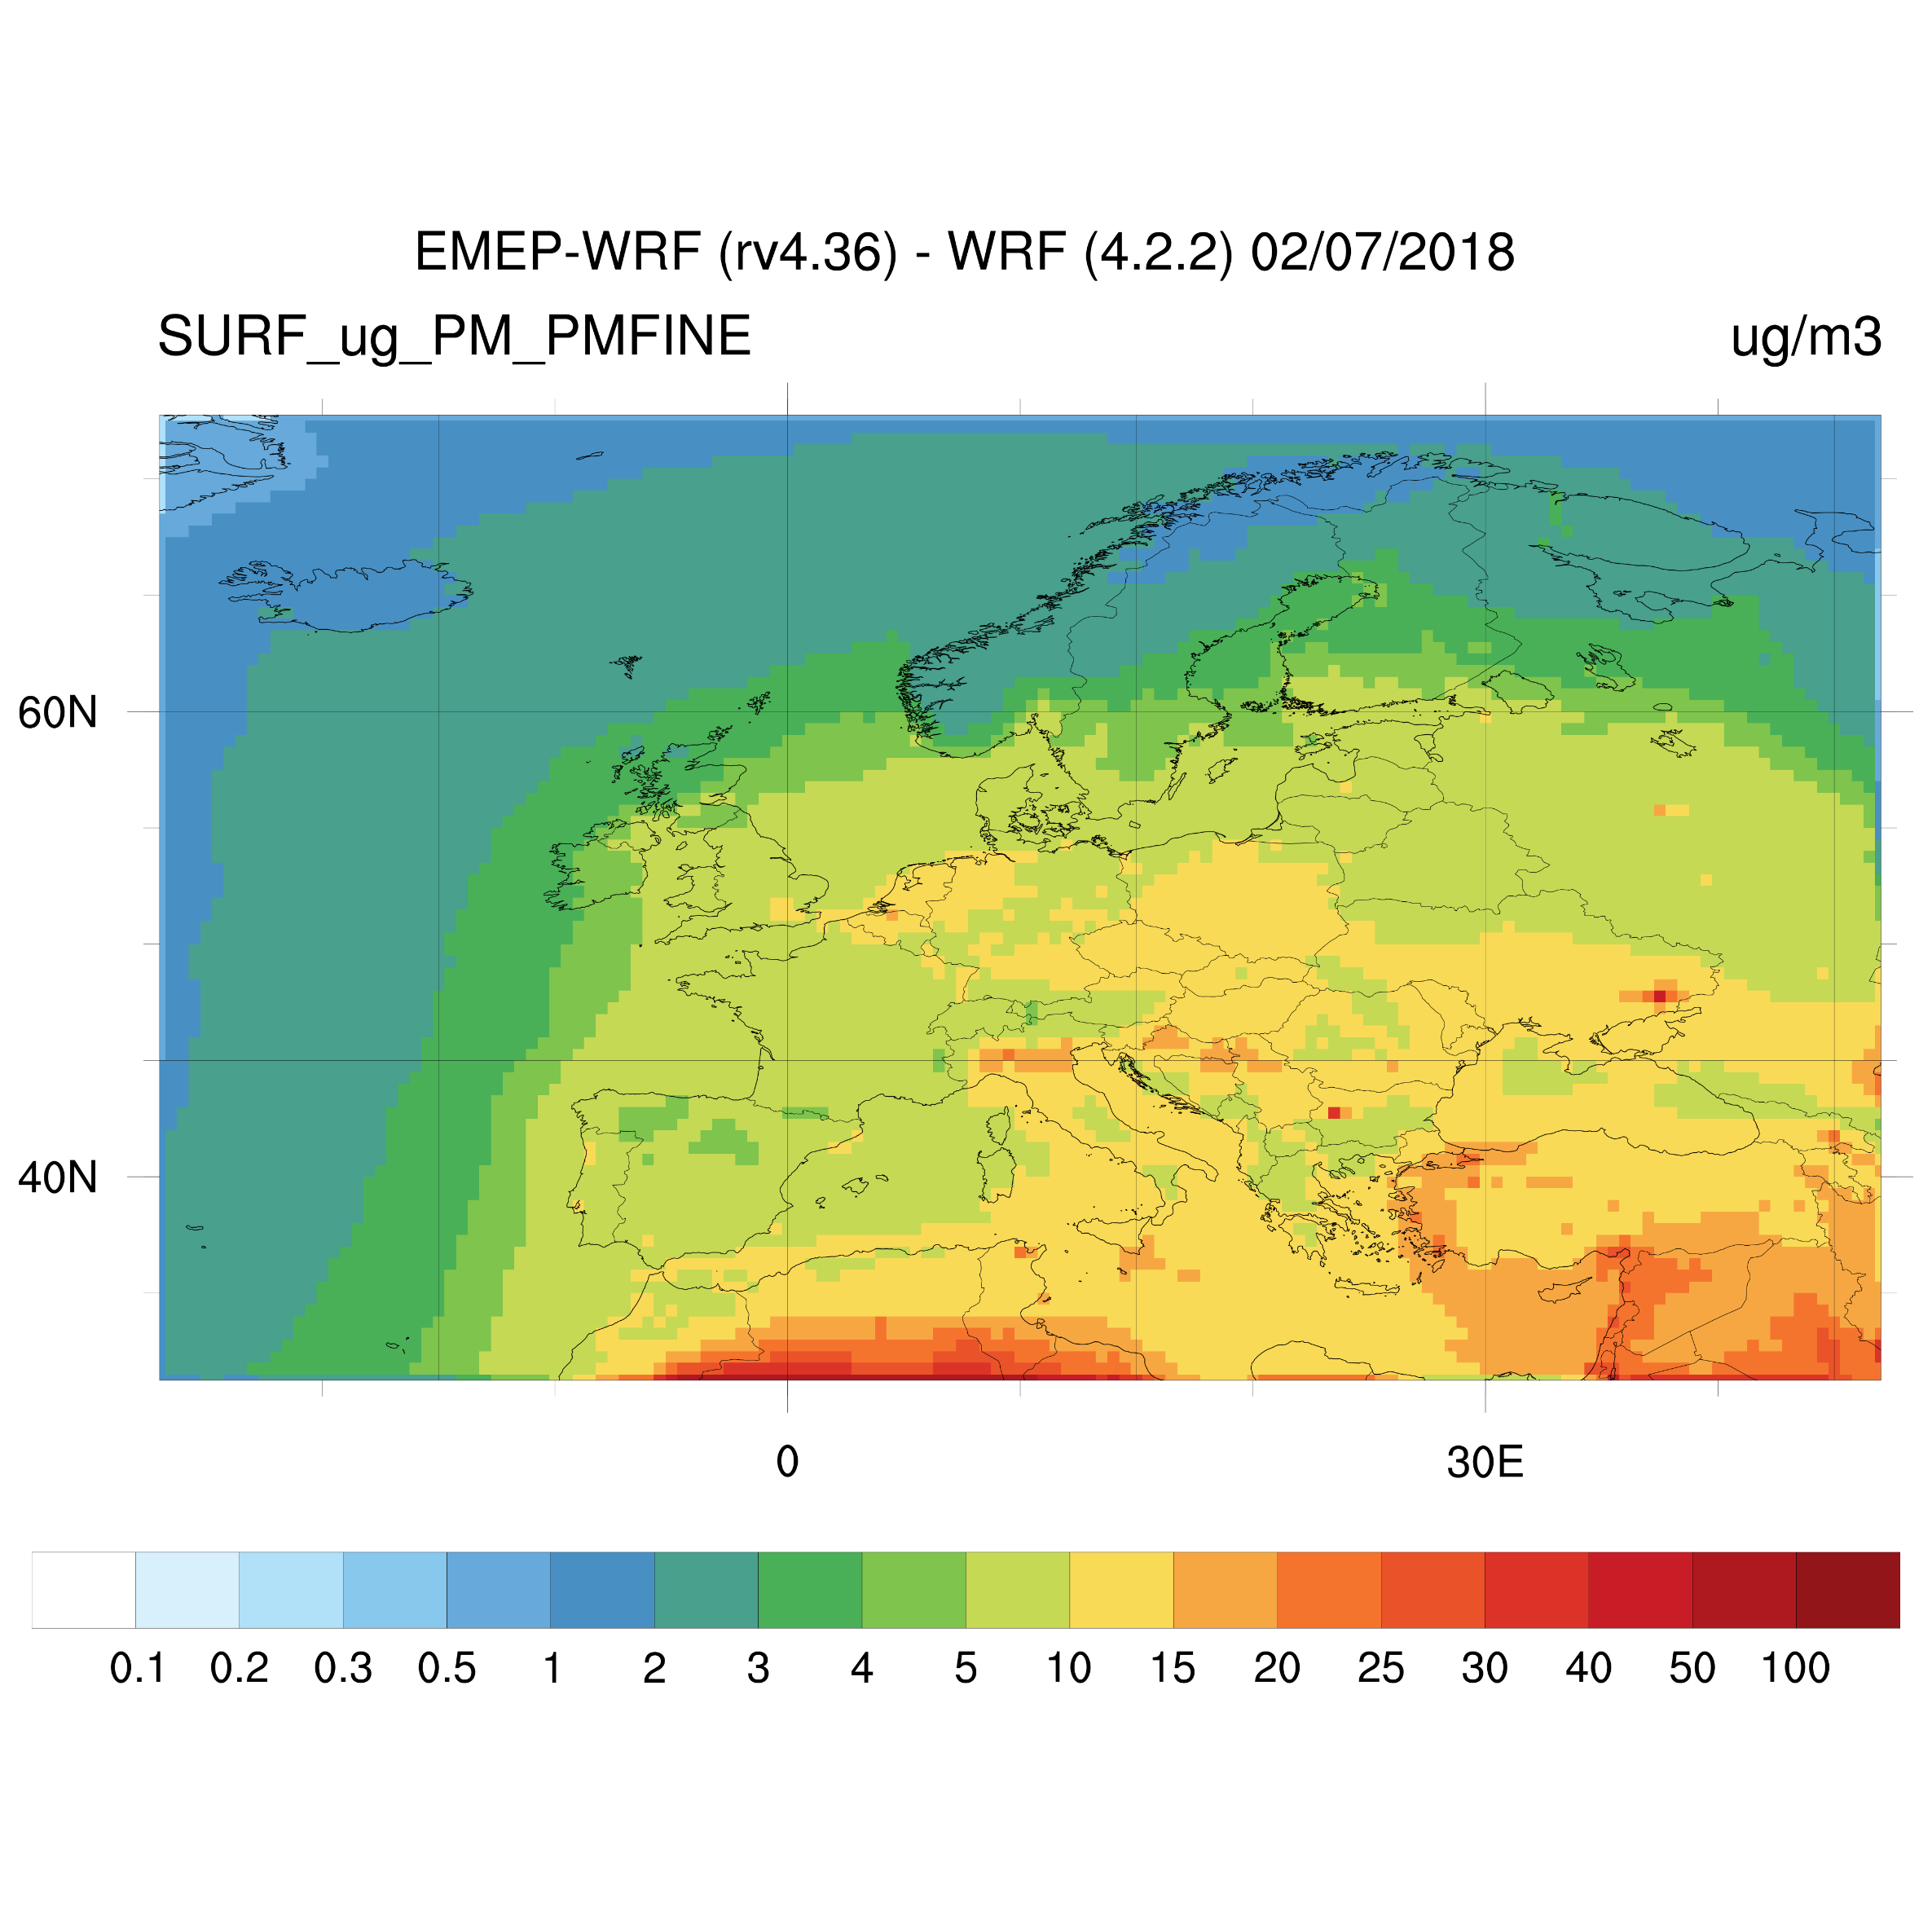 EMEP-WRF (rv4.36) - WRF (4.2.2) 02/07/2018
SURF_ug_PM_PMFINE ug/m3
60N
40N
0 30E
0.1 0.2 0.3 0.5 1 2 3 4 5 10 15 20 25 30 40 50 100